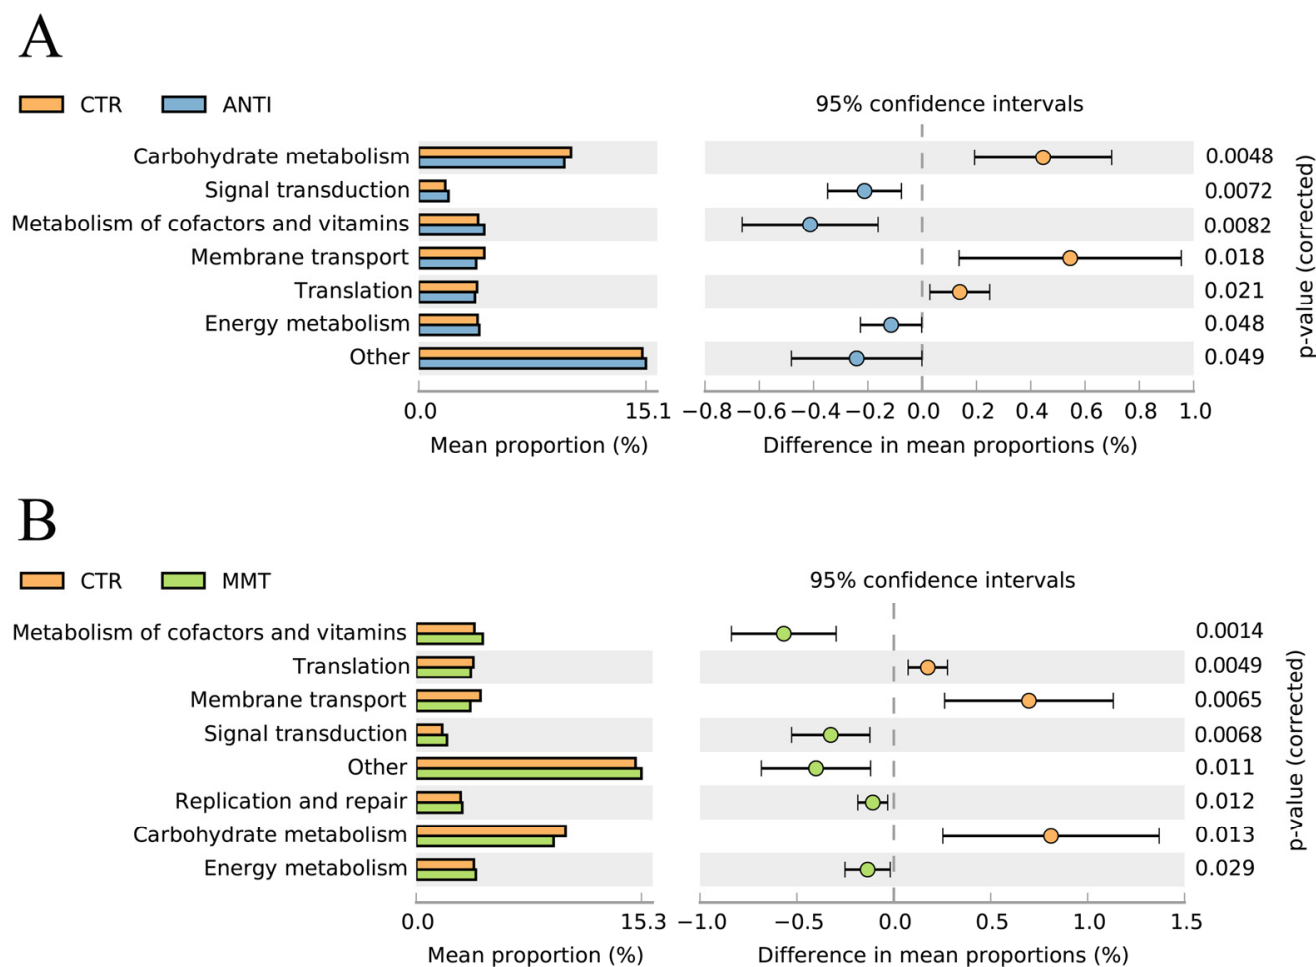 A
CTR ANTI 95% confidence intervals
Carbohydrate metabolism 0.0048
Signal transduction 0.0072
Metabolism of cofactors and vitamins 0.0082
Membrane transport 0.018
Translation 0.021
Energy metabolism 0.048
Other 0.049
p-value (corrected)
0.0 15.1 −0.8 −0.6 −0.4 −0.2 0.0 0.2 0.4 0.6 0.8 1.0
Mean proportion (%) Difference in mean proportions (%)
B
CTR MMT 95% confidence intervals
Metabolism of cofactors and vitamins 0.0014
Translation 0.0049
Membrane transport 0.0065
Signal transduction 0.0068
Other 0.011
Replication and repair 0.012
Carbohydrate metabolism 0.013
Energy metabolism 0.029
p-value (corrected)
0.0 15.3 −1.0 −0.5 0.0 0.5 1.0 1.5
Mean proportion (%) Difference in mean proportions (%)